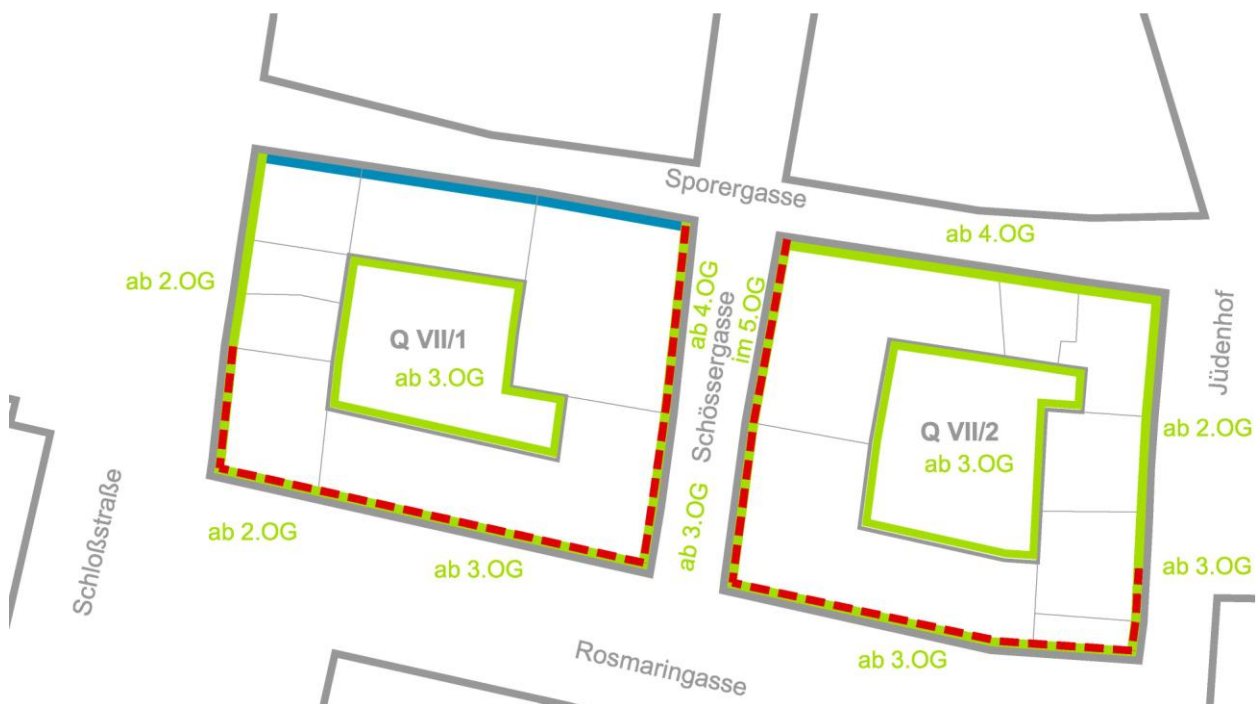 Sporergasse
ab 4.OG
ab 2.OG
ab 4.OG
im 5.OG
Jüdenhof
Q VII/1
ab 3.OG
Schössergasse
Q VII/2
ab 3.OG
ab 2.OG
Schloßstraße
ab 2.OG
ab 3.OG
ab 3.OG
ab 3.OG
ab 3.OG
Rosmaringasse